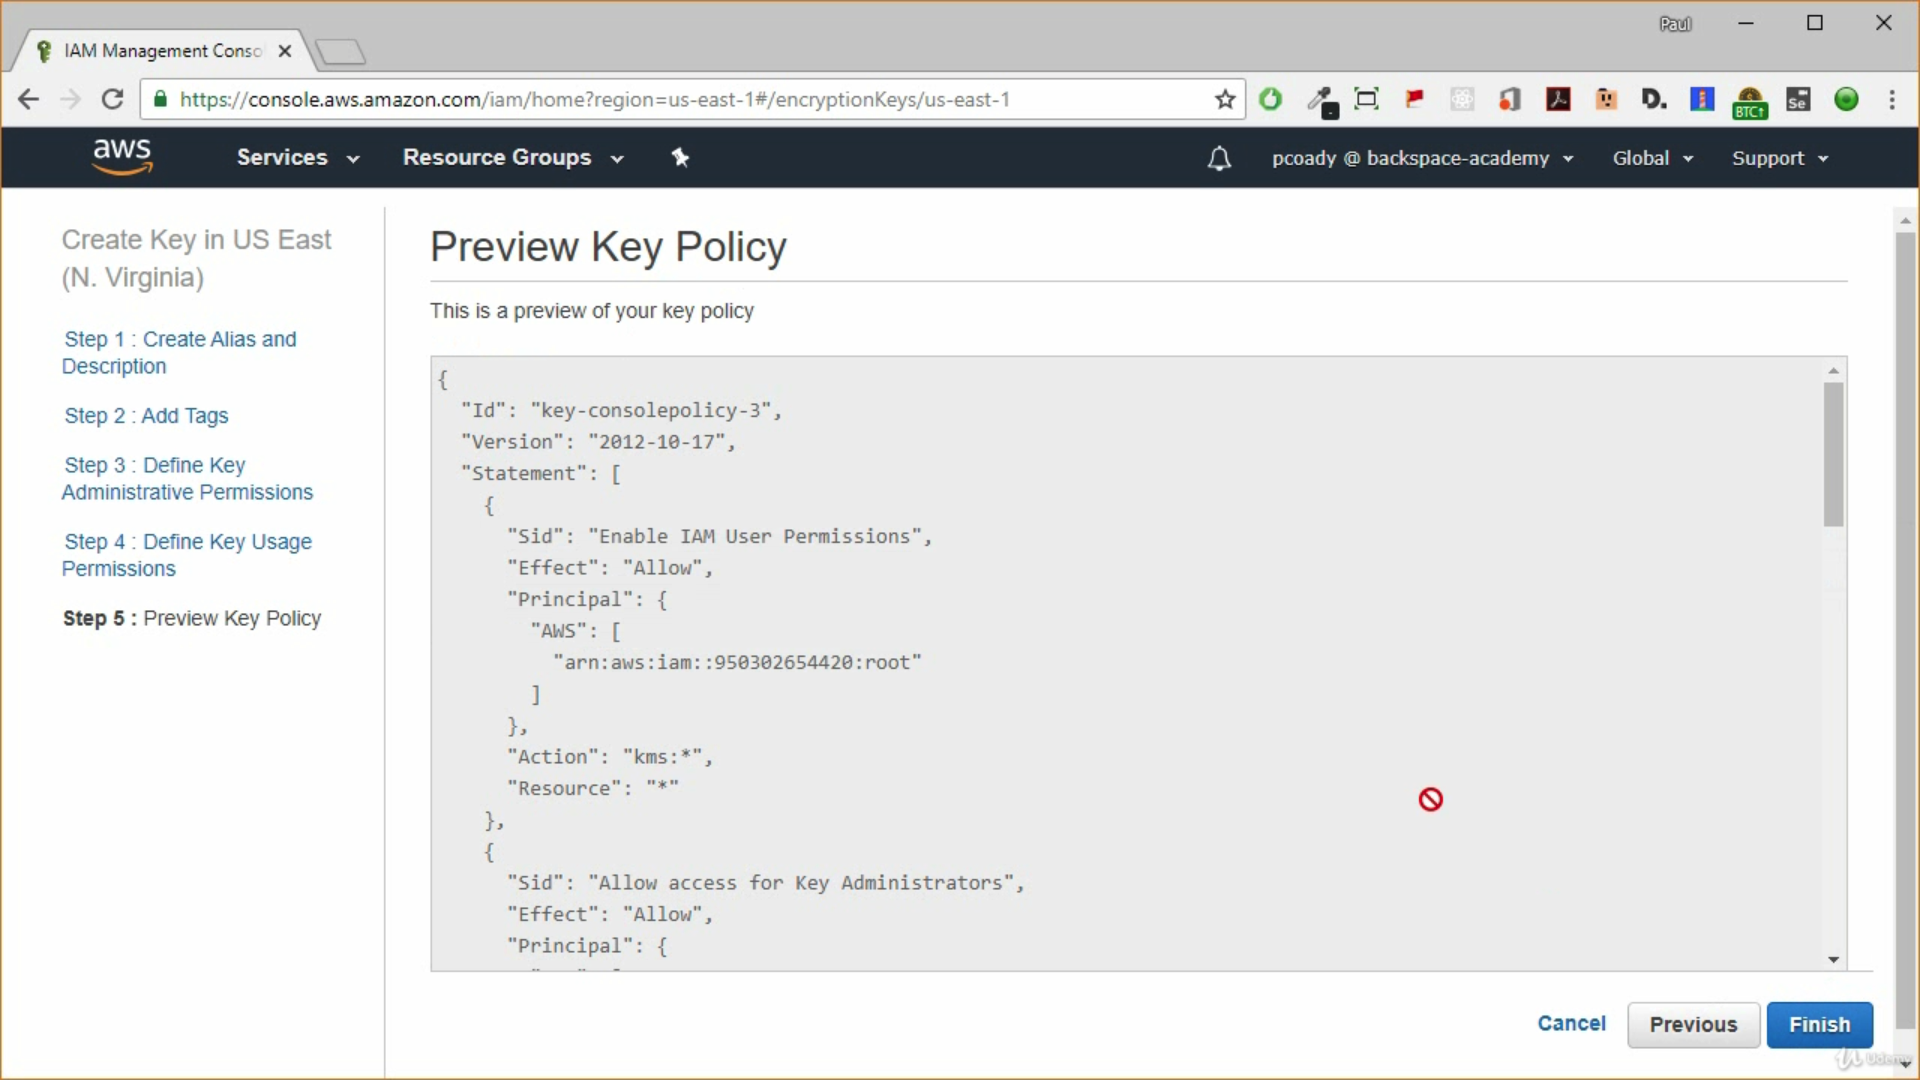 Paul
IAM Management Conso
https://console.aws.amazon.com/iam/home?region=us-east-1#/encryptionKeys/us-east-1
D.
BTC↑
Se
aws
Services
Resource Groups
pcoady @ backspace-academy
Global
Support
Create Key in US East
(N. Virginia)
Step 1 : Create Alias and
Description
Step 2 : Add Tags
Step 3 : Define Key
Administrative Permissions
Step 4 : Define Key Usage
Permissions
Step 5 : Preview Key Policy
Preview Key Policy
This is a preview of your key policy
{
"Id": "key-consolepolicy-3",
"Version": "2012-10-17",
"Statement": [
{
"Sid": "Enable IAM User Permissions",
"Effect": "Allow",
"Principal": {
"AWS": [
"arn:aws:iam::950302654420:root"
]
},
"Action": "kms:*",
"Resource": "*"
},
{
"Sid": "Allow access for Key Administrators",
"Effect": "Allow",
"Principal": {
Cancel
Previous
Finish
Udemy